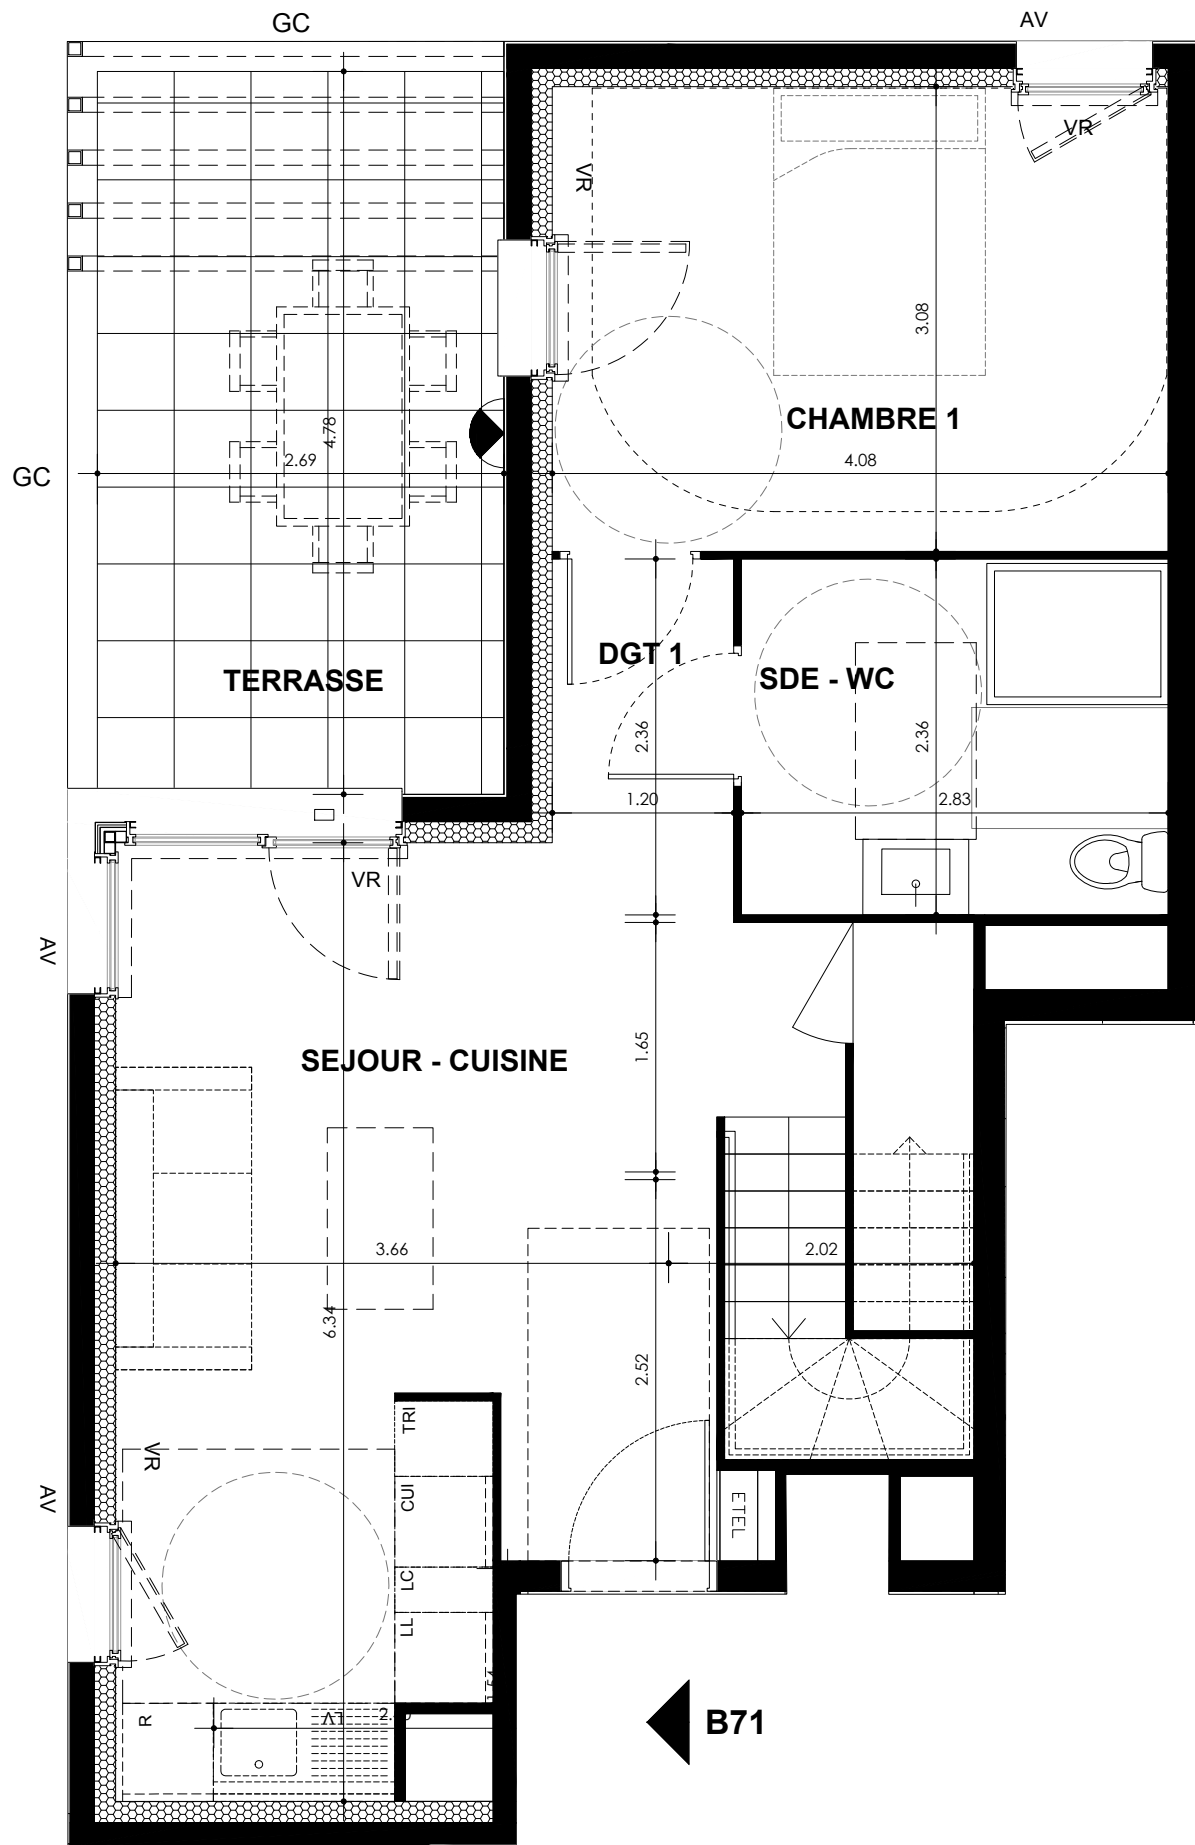 GC
AV
VR
VR
3.08
CHAMBRE 1
4.78
2.69
4.08
GC
DGT 1
SDE - WC
TERRASSE
2.36
2.36
1.20
2.83
VR
AV
SEJOUR - CUISINE
1.65
3.66
2.02
6.34
2.52
TRI
VR
CUI
AV
ETEL
LC
LL
R
LV
B71